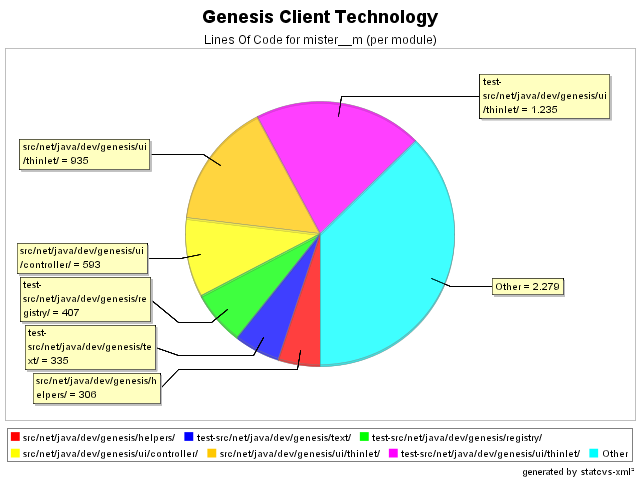 Genesis Client Technology
Lines Of Code for mister__m (per module)
test-
src/net/java/dev/genesis/ui
/thinlet/ = 1.235
src/net/java/dev/genesis/ui
/thinlet/ = 935
src/net/java/dev/genesis/ui
/controller/ = 593
test-
src/net/java/dev/genesis/re
gistry/ = 407
test-
src/net/java/dev/genesis/te
xt/ = 335
src/net/java/dev/genesis/h
elpers/ = 306
Other = 2.279
src/net/java/dev/genesis/helpers/ test-src/net/java/dev/genesis/text/ test-src/net/java/dev/genesis/registry/
src/net/java/dev/genesis/ui/controller/ src/net/java/dev/genesis/ui/thinlet/ test-src/net/java/dev/genesis/ui/thinlet/ Other
generated by statcvs-xml²